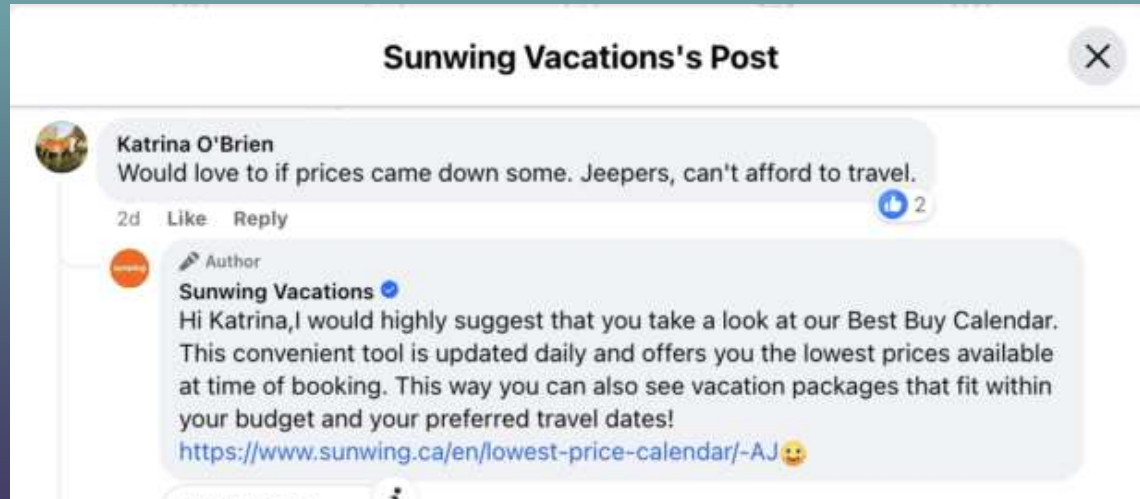 Sunwing Vacations's Post
Katrina O'Brien
Would love to if prices came down some. Jeepers, can't afford to travel.
2
2d Like Reply
Author
Sunwing Vacations
Hi Katrina,I would highly suggest that you take a look at our Best Buy Calendar.
This convenient tool is updated daily and offers you the lowest prices available
at time of booking. This way you can also see vacation packages that fit within
your budget and your preferred travel dates!
https://www.sunwing.ca/en/lowest-price-calendar/-AJ😀